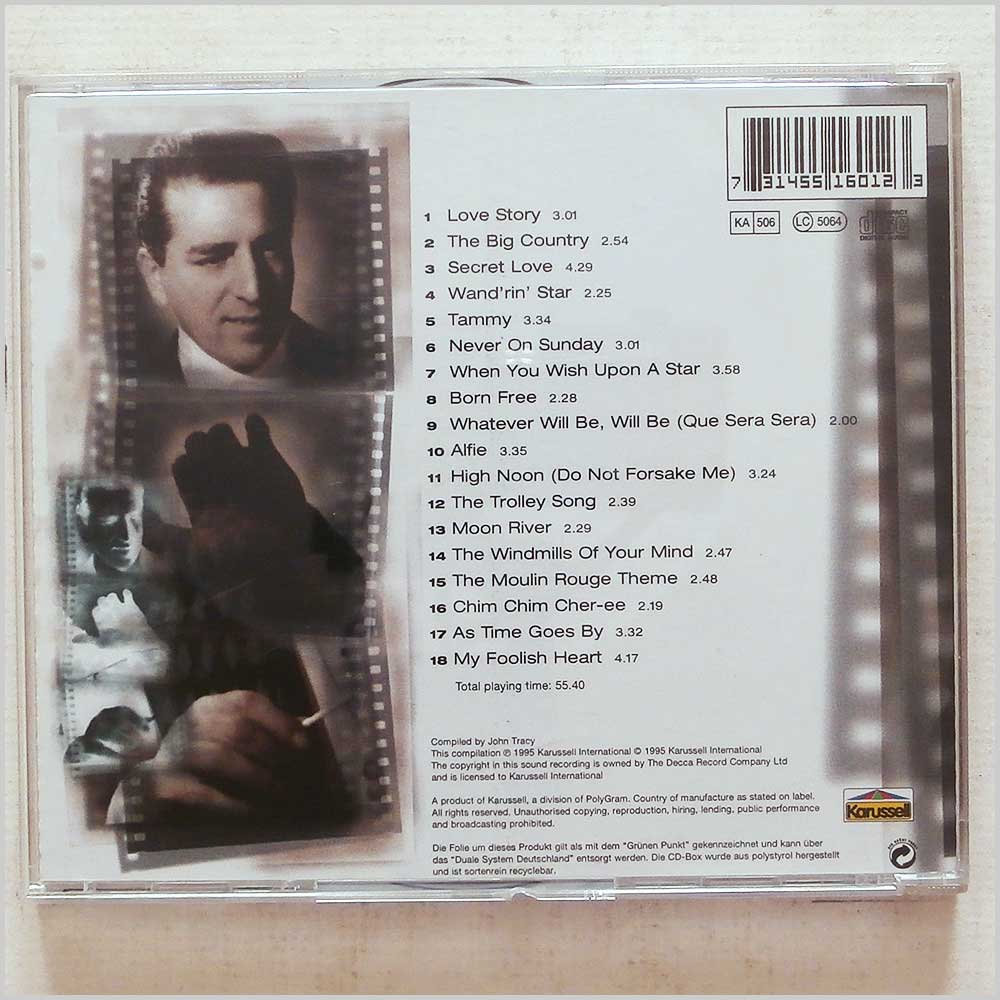 7 31455 16012 3
KA 506 LC 5064 COMPACT disc DIGITAL AUDIO
1 Love Story 3.01
2 The Big Country 2.54
3 Secret Love 4.29
4 Wand'rin' Star 2.25
5 Tammy 3.34
6 Never On Sunday 3.01
7 When You Wish Upon A Star 3.58
8 Born Free 2.28
9 Whatever Will Be, Will Be (Que Sera Sera) 2.00
10 Alfie 3.35
11 High Noon (Do Not Forsake Me) 3.24
12 The Trolley Song 2.39
13 Moon River 2.29
14 The Windmills Of Your Mind 2.47
15 The Moulin Rouge Theme 2.48
16 Chim Chim Cher-ee 2.19
17 As Time Goes By 3.32
18 My Foolish Heart 4.17
Total playing time: 55.40
Compiled by John Tracy
This compilation ℗ 1995 Karussell International © 1995 Karussell International
The copyright in this sound recording is owned by The Decca Record Company Ltd
and is licensed to Karussell International
A product of Karussell, a division of PolyGram. Country of manufacture as stated on label.
All rights reserved. Unauthorised copying, reproduction, hiring, lending, public performance
and broadcasting prohibited.
Karussell
Die Folie um dieses Produkt gilt als mit dem "Grünen Punkt" gekennzeichnet und kann über
das "Duale System Deutschland" entsorgt werden. Die CD-Box wurde aus polystyrol hergestellt
und ist sortenrein recyclebar.